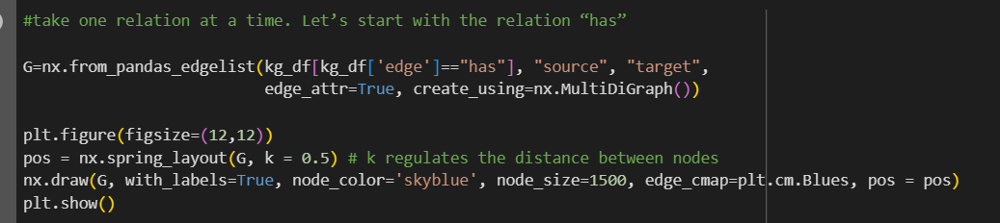 #take one relation at a time. Let’s start with the relation “has”
G=nx.from_pandas_edgelist(kg_df[kg_df['edge']=="has"], "source", "target",
edge_attr=True, create_using=nx.MultiDiGraph())
plt.figure(figsize=(12,12))
pos = nx.spring_layout(G, k = 0.5) # k regulates the distance between nodes
nx.draw(G, with_labels=True, node_color='skyblue', node_size=1500, edge_cmap=plt.cm.Blues, pos = pos)
plt.show()